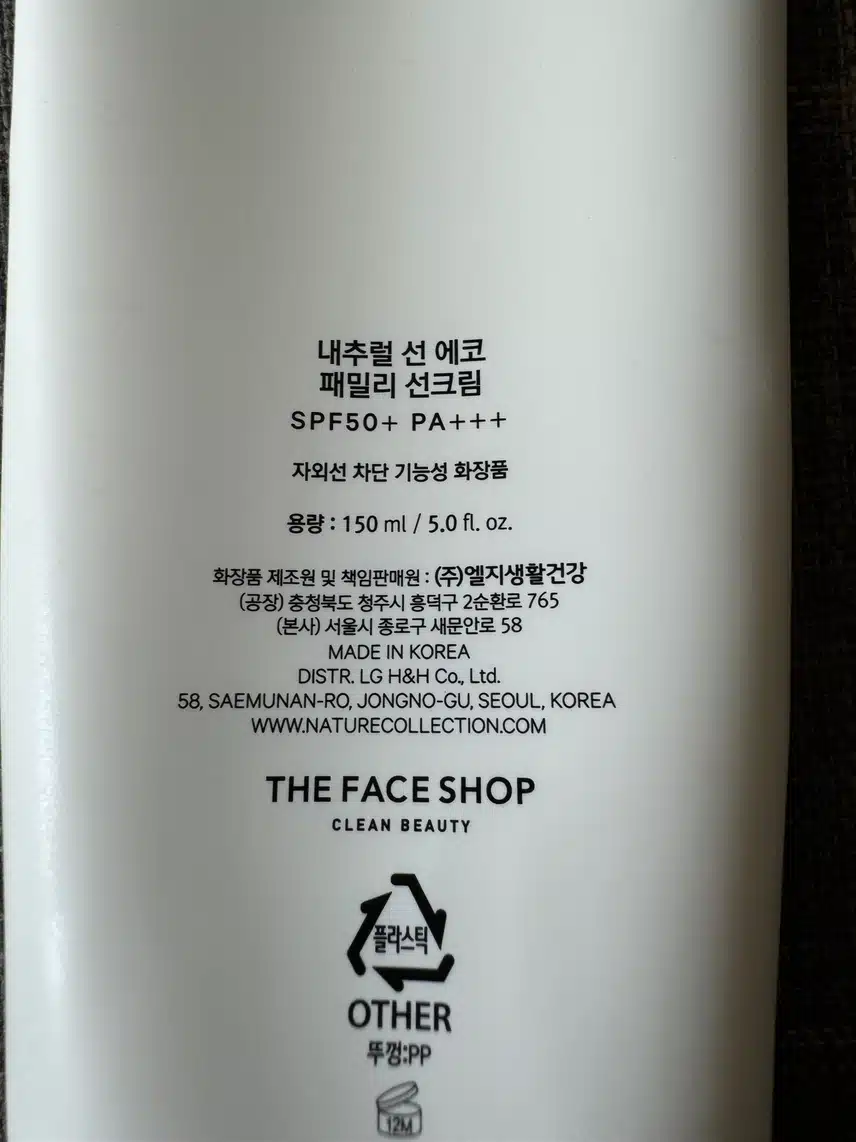 내추럴 선 에코
패밀리 선크림
SPF50+ PA+++
자외선 차단 기능성 화장품
용량 : 150 ml / 5.0 fl. oz.
화장품 제조원 및 책임판매원 : (주)엘지생활건강
(공장) 충청북도 청주시 흥덕구 2순환로 765
(본사) 서울시 종로구 새문안로 58
MADE IN KOREA
DISTR. LG H&H Co., Ltd.
58, SAEMUNAN-RO, JONGNO-GU, SEOUL, KOREA
WWW.NATURECOLLECTION.COM
THE FACE SHOP
CLEAN BEAUTY
플라스틱
OTHER
뚜껑:PP
12M